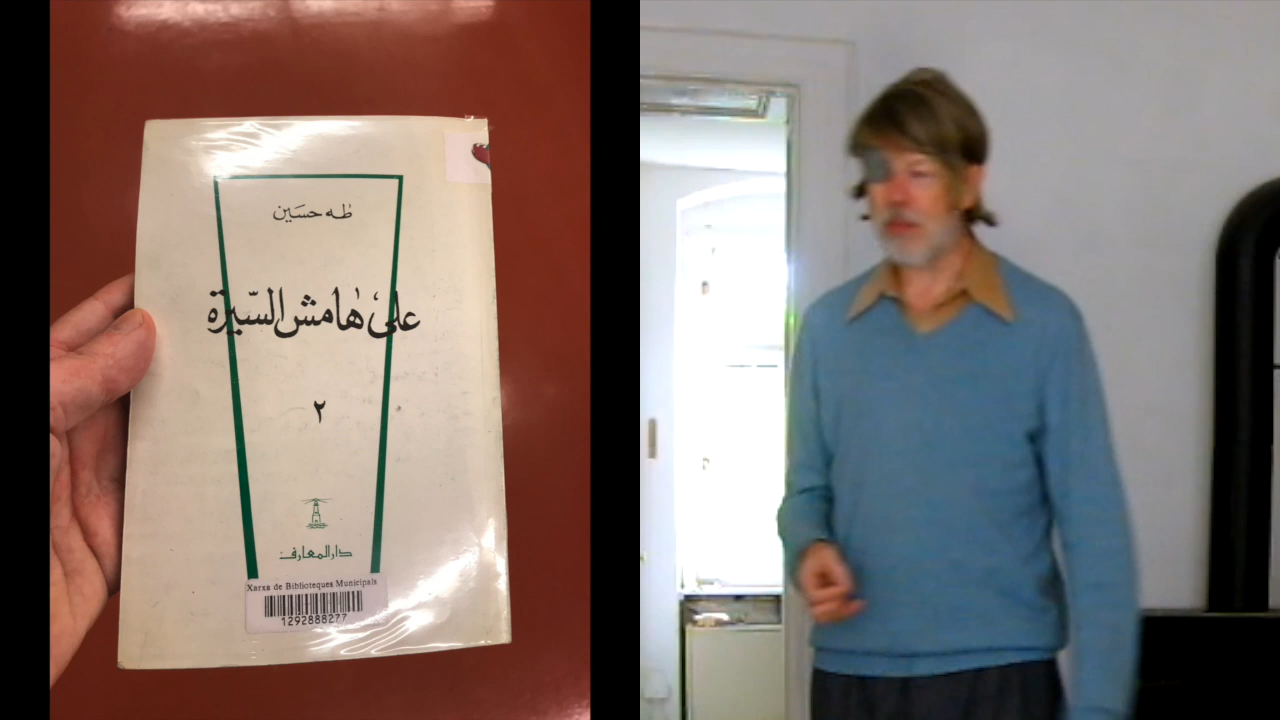 طه حسين
على هامش السيرة
٢
دار المعارف
Xarxa de Biblioteques Municipals
1292888277